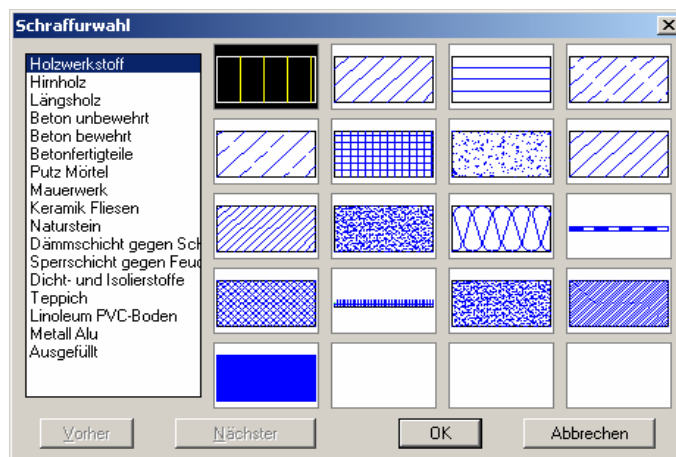 Schraffurwahl
Holzwerkstoff
Hirnholz
Längsholz
Beton unbewehrt
Beton bewehrt
Betonfertigteile
Putz Mörtel
Mauerwerk
Keramik Fliesen
Naturstein
Dämmschicht gegen Sch
Sperrschicht gegen Feuc
Dicht- und Isolierstoffe
Teppich
Linoleum PVC-Boden
Metall Alu
Ausgefüllt
Vorher
Nächster
OK
Abbrechen